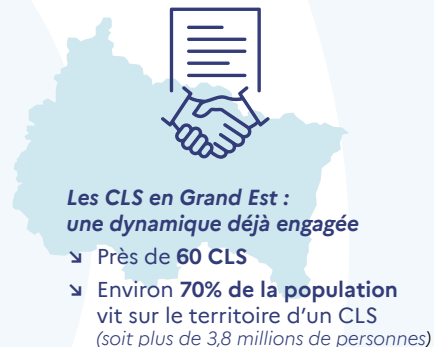 Les CLS en Grand Est :
une dynamique déjà engagée
↘ Près de 60 CLS
↘ Environ 70% de la population
vit sur le territoire d'un CLS
(soit plus de 3,8 millions de personnes)